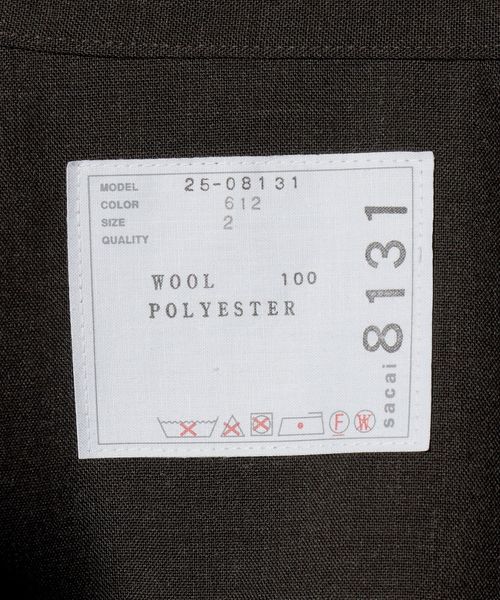 MODEL 25-08131
COLOR 612
SIZE 2
QUALITY
WOOL 100
POLYESTER
F
W
sacai 8131